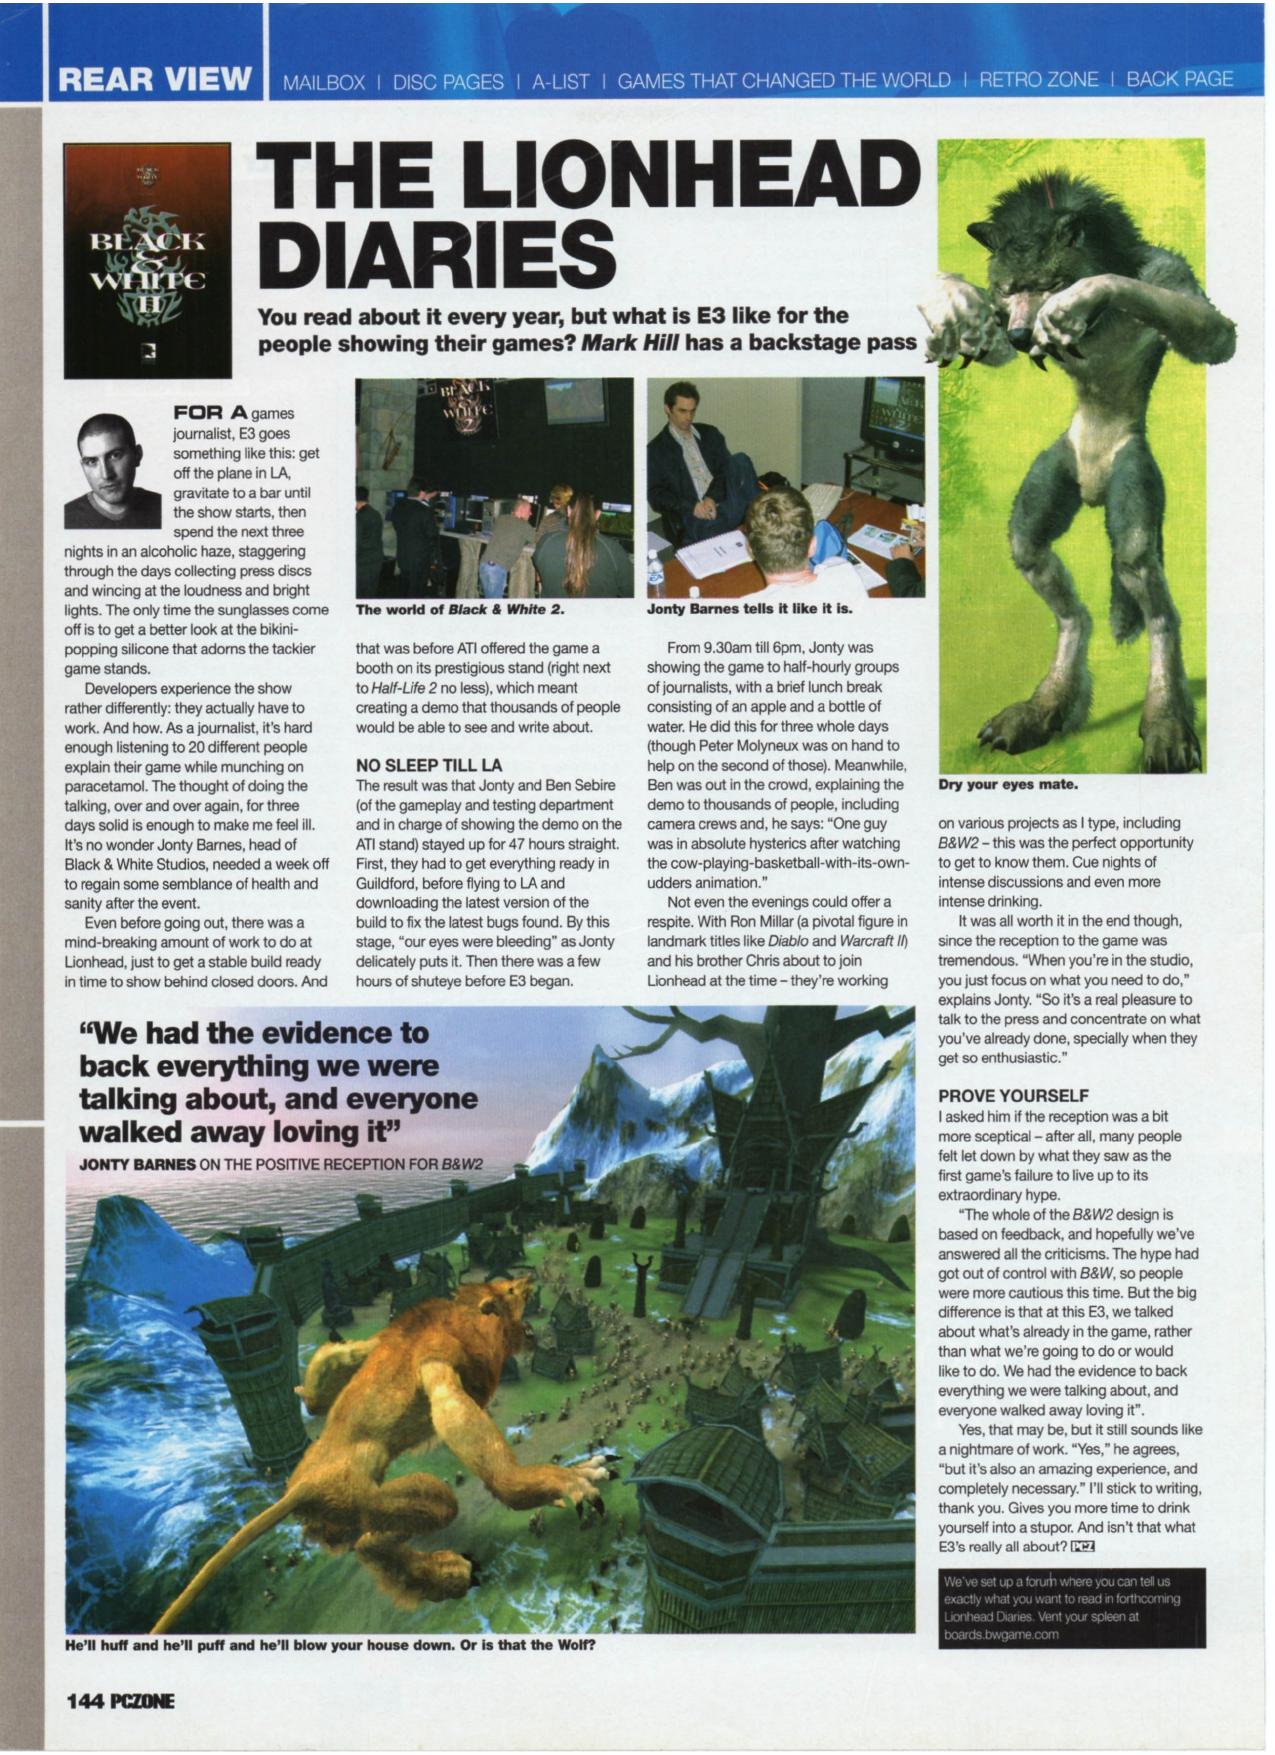 REAR VIEW
MAILBOX | DISC PAGES | A-LIST | GAMES THAT CHANGED THE WORLD | RETRO ZONE | BACK PAGE
BLACK
&
WHITE
II
THE LIONHEAD
DIARIES
You read about it every year, but what is E3 like for the
people showing their games? Mark Hill has a backstage pass
FOR A games
journalist, E3 goes
something like this: get
off the plane in LA,
gravitate to a bar until
the show starts, then
spend the next three
nights in an alcoholic haze, staggering
through the days collecting press discs
and wincing at the loudness and bright
lights. The only time the sunglasses come
off is to get a better look at the bikini-
popping silicone that adorns the tackier
game stands.
Developers experience the show
rather differently: they actually have to
work. And how. As a journalist, it's hard
enough listening to 20 different people
explain their game while munching on
paracetamol. The thought of doing the
talking, over and over again, for three
days solid is enough to make me feel ill.
It's no wonder Jonty Barnes, head of
Black & White Studios, needed a week off
to regain some semblance of health and
sanity after the event.
Even before going out, there was a
mind-breaking amount of work to do at
Lionhead, just to get a stable build ready
in time to show behind closed doors. And
BLACK
&
WHITE
2
The world of Black & White 2.
that was before ATI offered the game a
booth on its prestigious stand (right next
to Half-Life 2 no less), which meant
creating a demo that thousands of people
would be able to see and write about.
NO SLEEP TILL LA
The result was that Jonty and Ben Sebire
(of the gameplay and testing department
and in charge of showing the demo on the
ATI stand) stayed up for 47 hours straight.
First, they had to get everything ready in
Guildford, before flying to LA and
downloading the latest version of the
build to fix the latest bugs found. By this
stage, "our eyes were bleeding" as Jonty
delicately puts it. Then there was a few
hours of shuteye before E3 began.
Jonty Barnes tells it like it is.
From 9.30am till 6pm, Jonty was
showing the game to half-hourly groups
of journalists, with a brief lunch break
consisting of an apple and a bottle of
water. He did this for three whole days
(though Peter Molyneux was on hand to
help on the second of those). Meanwhile,
Ben was out in the crowd, explaining the
demo to thousands of people, including
camera crews and, he says: "One guy
was in absolute hysterics after watching
the cow-playing-basketball-with-its-own-
udders animation."
Not even the evenings could offer a
respite. With Ron Millar (a pivotal figure in
landmark titles like Diablo and Warcraft II)
and his brother Chris about to join
Lionhead at the time – they're working
Dry your eyes mate.
on various projects as I type, including
B&W2 – this was the perfect opportunity
to get to know them. Cue nights of
intense discussions and even more
intense drinking.
It was all worth it in the end though,
since the reception to the game was
tremendous. "When you're in the studio,
you just focus on what you need to do,"
explains Jonty. "So it's a real pleasure to
talk to the press and concentrate on what
you've already done, specially when they
get so enthusiastic."
PROVE YOURSELF
I asked him if the reception was a bit
more sceptical – after all, many people
felt let down by what they saw as the
first game's failure to live up to its
extraordinary hype.
"The whole of the B&W2 design is
based on feedback, and hopefully we've
answered all the criticisms. The hype had
got out of control with B&W, so people
were more cautious this time. But the big
difference is that at this E3, we talked
about what's already in the game, rather
than what we're going to do or would
like to do. We had the evidence to back
everything we were talking about, and
everyone walked away loving it".
Yes, that may be, but it still sounds like
a nightmare of work. "Yes," he agrees,
"but it's also an amazing experience, and
completely necessary." I'll stick to writing,
thank you. Gives you more time to drink
yourself into a stupor. And isn't that what
E3's really all about? PCZ
"We had the evidence to
back everything we were
talking about, and everyone
walked away loving it"
JONTY BARNES ON THE POSITIVE RECEPTION FOR B&W2
He'll huff and he'll puff and he'll blow your house down. Or is that the Wolf?
We've set up a forum where you can tell us
exactly what you want to read in forthcoming
Lionhead Diaries. Vent your spleen at
boards.bwgame.com
144 PCZONE